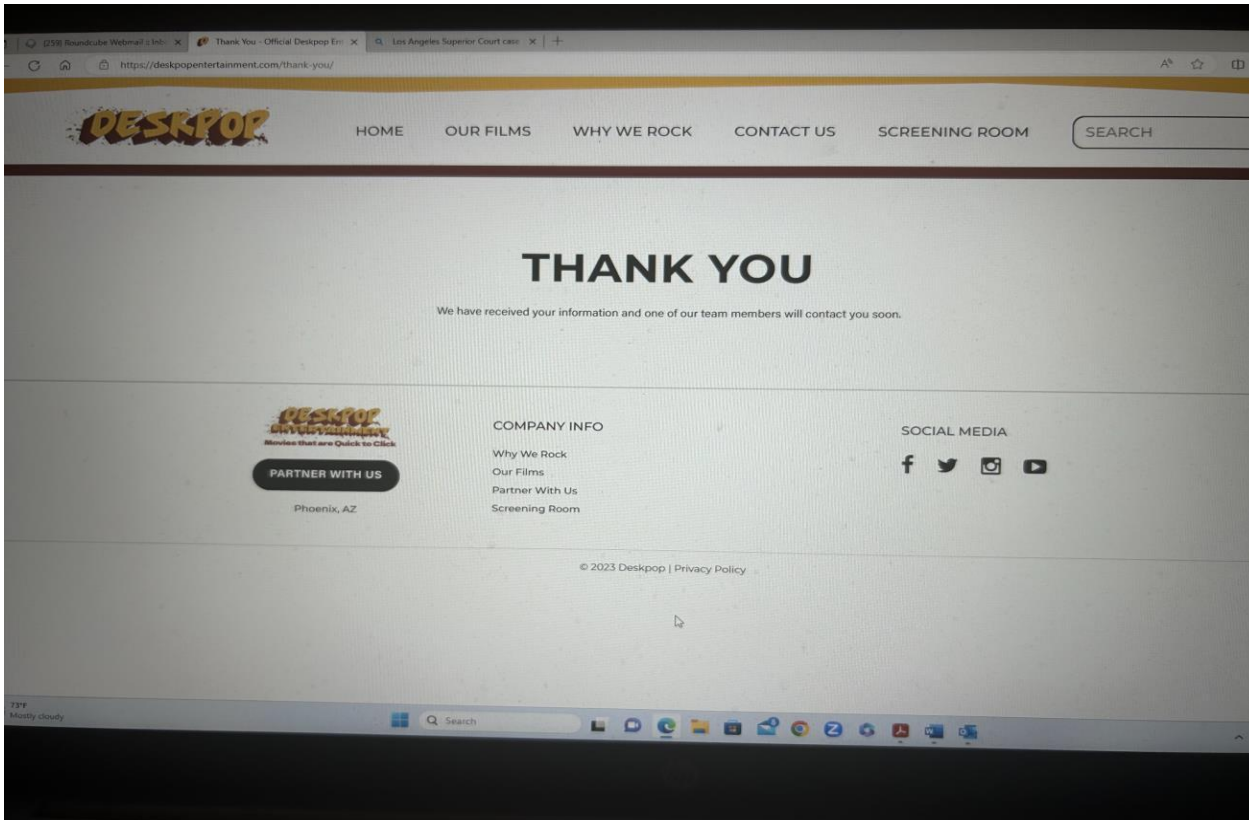 (259) Roundcube Webmail :: Inbo
Thank You - Official Deskpop En
Los Angeles Superior Court case
https://deskpopentertainment.com/thank-you/
DESKPOP
HOME
OUR FILMS
WHY WE ROCK
CONTACT US
SCREENING ROOM
SEARCH
THANK YOU
We have received your information and one of our team members will contact you soon.
DESKPOP
ENTERTAINMENT
Movies that are Quick to Click
PARTNER WITH US
Phoenix, AZ
COMPANY INFO
Why We Rock
Our Films
Partner With Us
Screening Room
SOCIAL MEDIA
© 2023 Deskpop | Privacy Policy
73°F
Mostly cloudy
Search